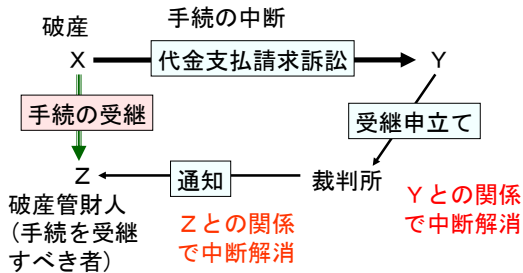 手続の中断
破産
X
代金支払請求訴訟
Y
手続の受継
受継申立て
Z
通知
裁判所
破産管財人
(手続を受継
すべき者)
Zとの関係
で中断解消
Yとの関係
で中断解消